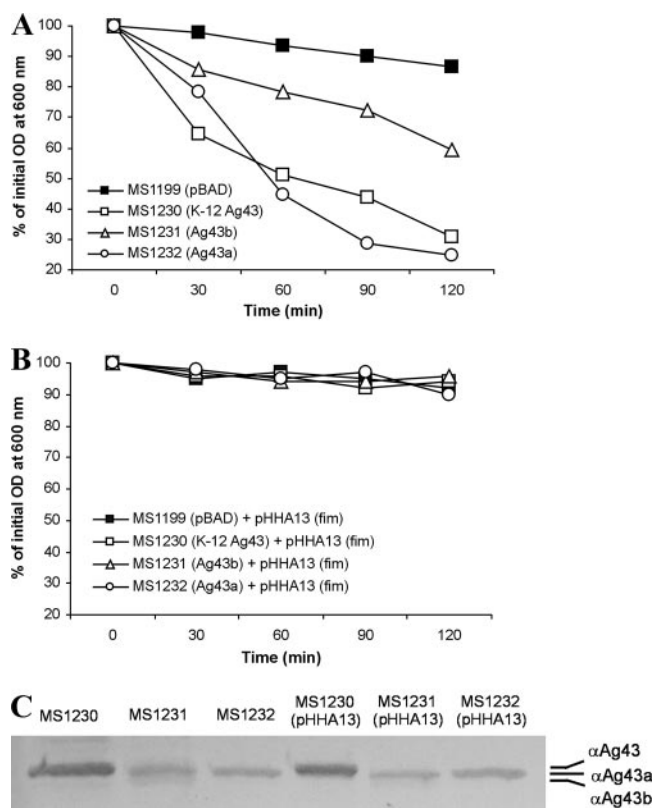 A
% of initial OD at 600 nm
100
90
80
70
60
50
40
30
20
MS1199 (pBAD)
MS1230 (K-12 Ag43)
MS1231 (Ag43b)
MS1232 (Ag43a)
0 30 60 90 120
Time (min)
B
% of initial OD at 600 nm
100
90
80
70
60
50
40
30
20
MS1199 (pBAD) + pHHA13 (fim)
MS1230 (K-12 Ag43) + pHHA13 (fim)
MS1231 (Ag43b) + pHHA13 (fim)
MS1232 (Ag43a) + pHHA13 (fim)
0 30 60 90 120
Time (min)
C
MS1230 MS1231 MS1232 MS1230 (pHHA13) MS1231 (pHHA13) MS1232 (pHHA13)
αAg43
αAg43a
αAg43b